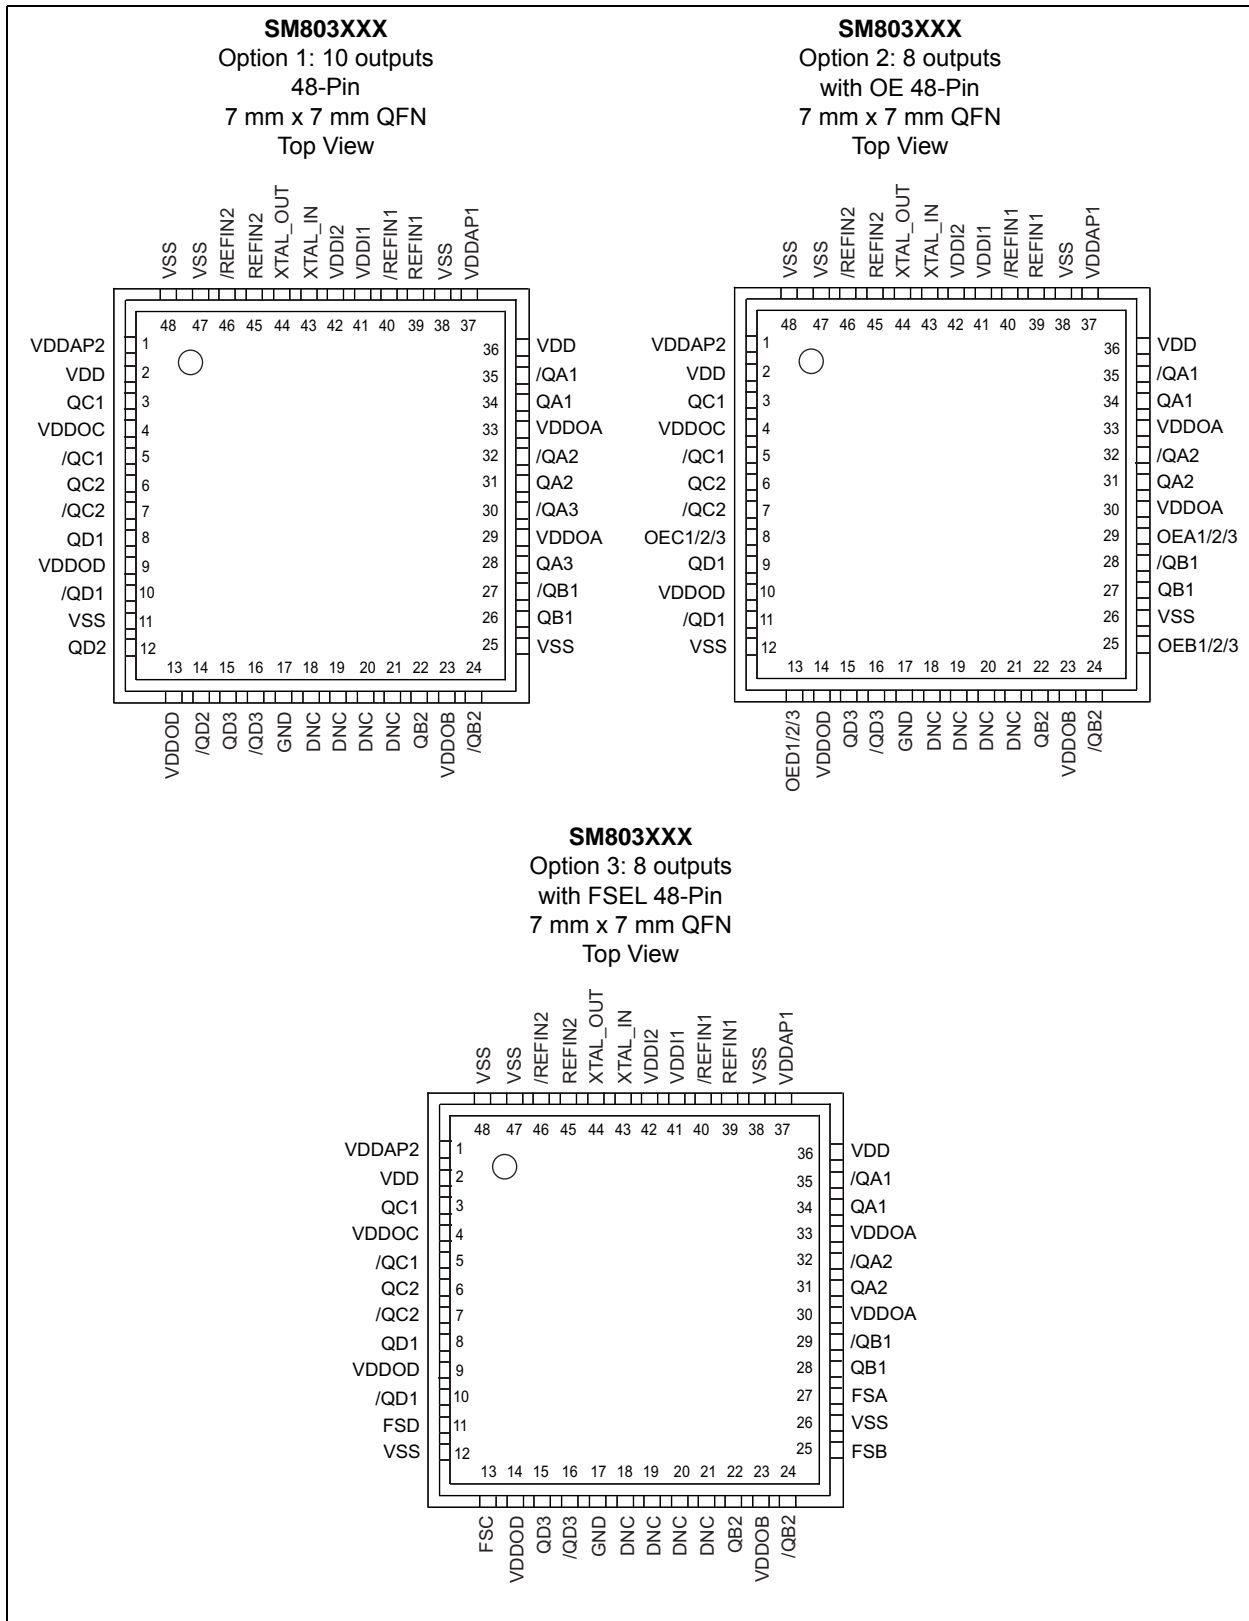 SM803XXX
Option 1: 10 outputs
48-Pin
7 mm x 7 mm QFN
Top View
VSS
VSS
/REFIN2
REFIN2
XTAL_OUT
XTAL_IN
VDDI2
VDDI1
/REFIN1
REFIN1
VSS
VDDAP1
48 47 46 45 44 43 42 41 40 39 38 37
VDDAP2 1
VDD 2
QC1 3
VDDOC 4
/QC1 5
QC2 6
/QC2 7
QD1 8
VDDOD 9
/QD1 10
VSS 11
QD2 12
36 VDD
35 /QA1
34 QA1
33 VDDOA
32 /QA2
31 QA2
30 /QA3
29 VDDOA
28 QA3
27 /QB1
26 QB1
25 VSS
13 14 15 16 17 18 19 20 21 22 23 24
VDDOD
/QD2
QD3
/QD3
GND
DNC
DNC
DNC
DNC
QB2
VDDOB
/QB2
SM803XXX
Option 2: 8 outputs
with OE 48-Pin
7 mm x 7 mm QFN
Top View
VSS
VSS
/REFIN2
REFIN2
XTAL_OUT
XTAL_IN
VDDI2
VDDI1
/REFIN1
REFIN1
VSS
VDDAP1
48 47 46 45 44 43 42 41 40 39 38 37
VDDAP2 1
VDD 2
QC1 3
VDDOC 4
/QC1 5
QC2 6
/QC2 7
OEC1/2/3 8
QD1 9
VDDOD 10
/QD1 11
VSS 12
36 VDD
35 /QA1
34 QA1
33 VDDOA
32 /QA2
31 QA2
30 VDDOA
29 OEA1/2/3
28 /QB1
27 QB1
26 VSS
25 OEB1/2/3
13 14 15 16 17 18 19 20 21 22 23 24
OED1/2/3
VDDOD
QD3
/QD3
GND
DNC
DNC
DNC
DNC
QB2
VDDOB
/QB2
SM803XXX
Option 3: 8 outputs
with FSEL 48-Pin
7 mm x 7 mm QFN
Top View
VSS
VSS
/REFIN2
REFIN2
XTAL_OUT
XTAL_IN
VDDI2
VDDI1
/REFIN1
REFIN1
VSS
VDDAP1
48 47 46 45 44 43 42 41 40 39 38 37
VDDAP2 1
VDD 2
QC1 3
VDDOC 4
/QC1 5
QC2 6
/QC2 7
QD1 8
VDDOD 9
/QD1 10
FSD 11
VSS 12
36 VDD
35 /QA1
34 QA1
33 VDDOA
32 /QA2
31 QA2
30 VDDOA
29 /QB1
28 QB1
27 FSA
26 VSS
25 FSB
13 14 15 16 17 18 19 20 21 22 23 24
FSC
VDDOD
QD3
/QD3
GND
DNC
DNC
DNC
DNC
QB2
VDDOB
/QB2